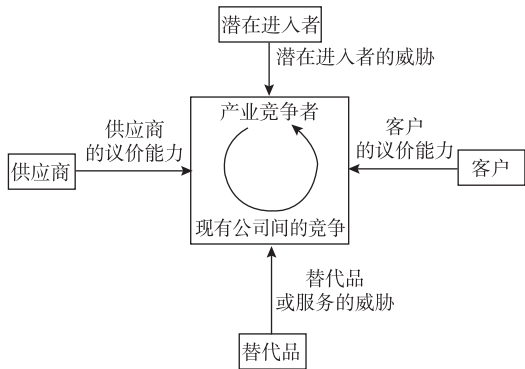 潜在进入者
潜在进入者的威胁
产业竞争者
供应商
的议价能力
客户
的议价能力
供应商
客户
现有公司间的竞争
替代品
或服务的威胁
替代品